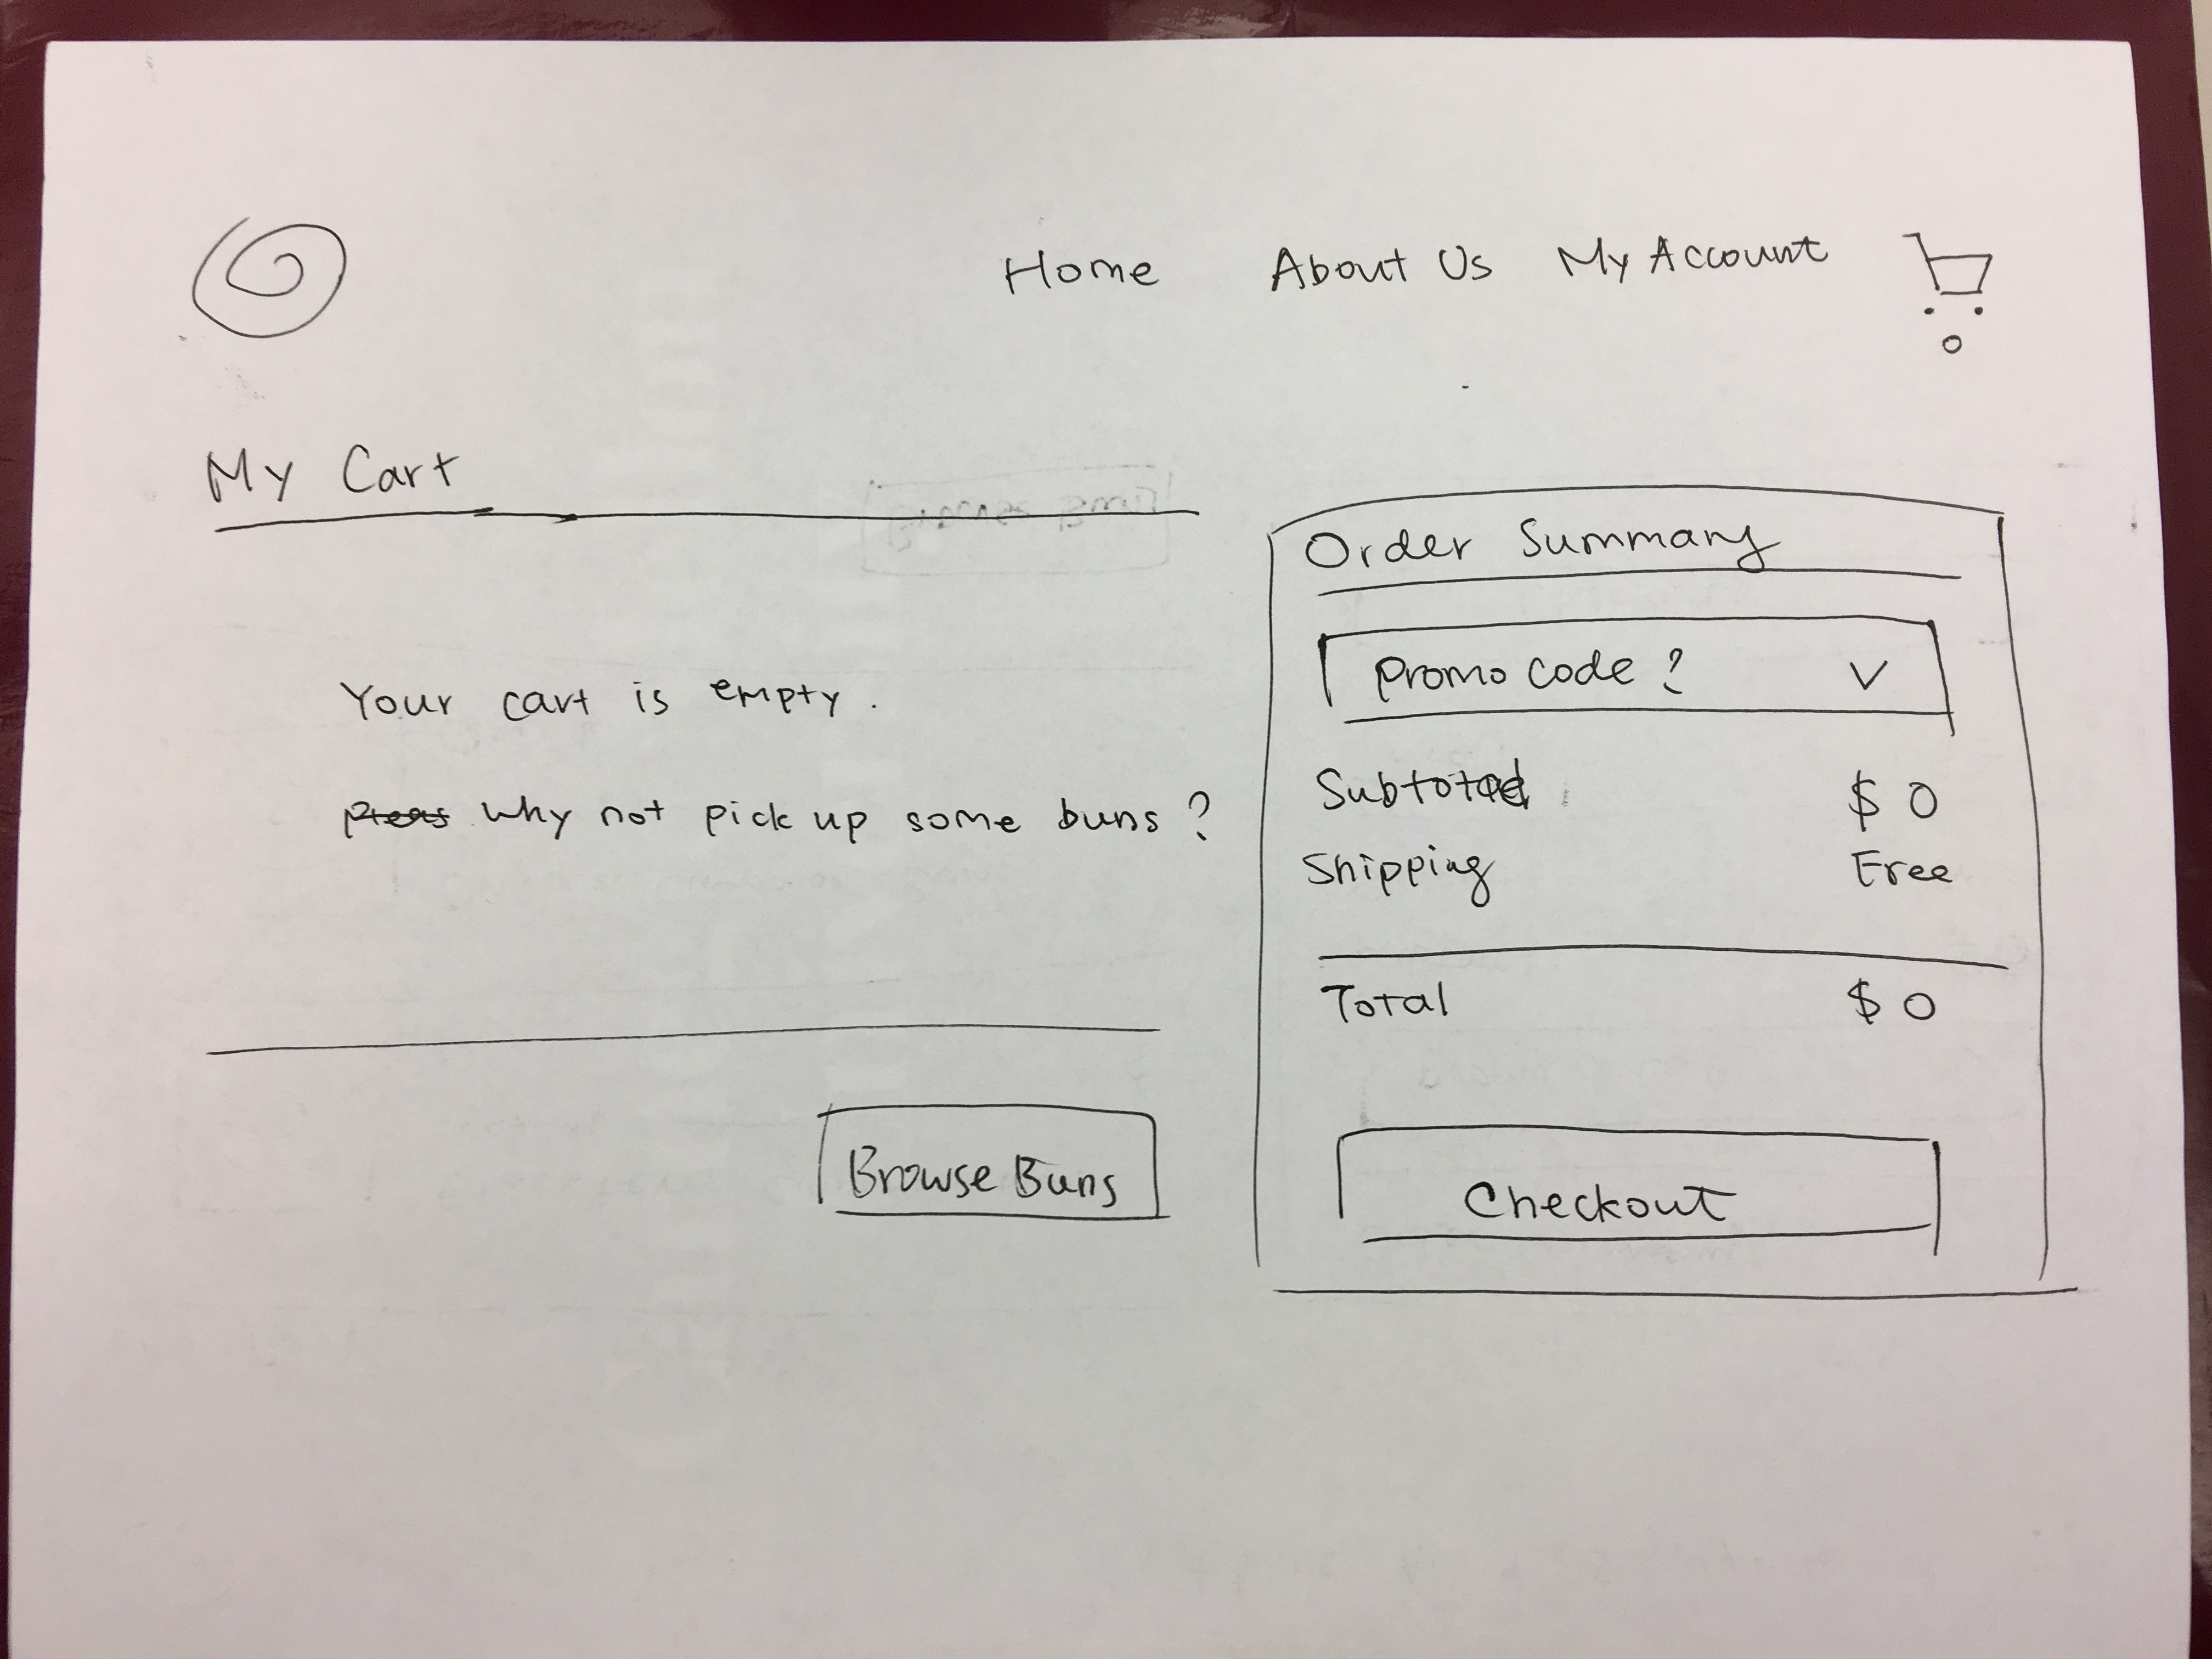 Home About Us My Account
0
My Cart
Your cart is empty.
why not pick up some buns?
Browse Buns
Order Summary
Promo code? v
Subtotal $0
Shipping Free
Total $0
Checkout